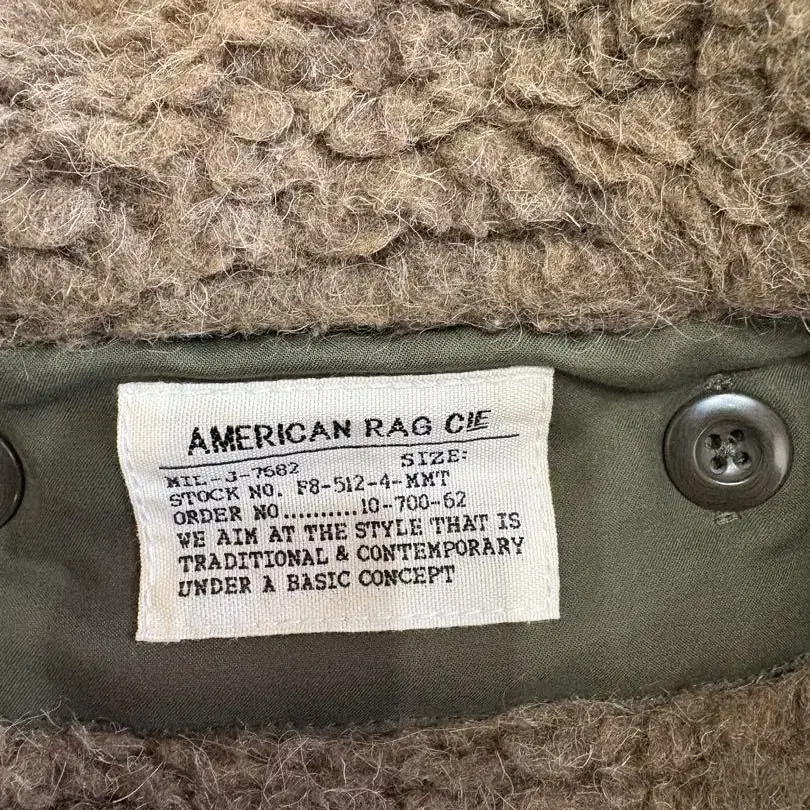 AMERICAN RAG CIE
MIL-J-7682 SIZE:
STOCK NO. F8-512-4-MMT
ORDER NO..........10-700-62
WE AIM AT THE STYLE THAT IS
TRADITIONAL & CONTEMPORARY
UNDER A BASIC CONCEPT